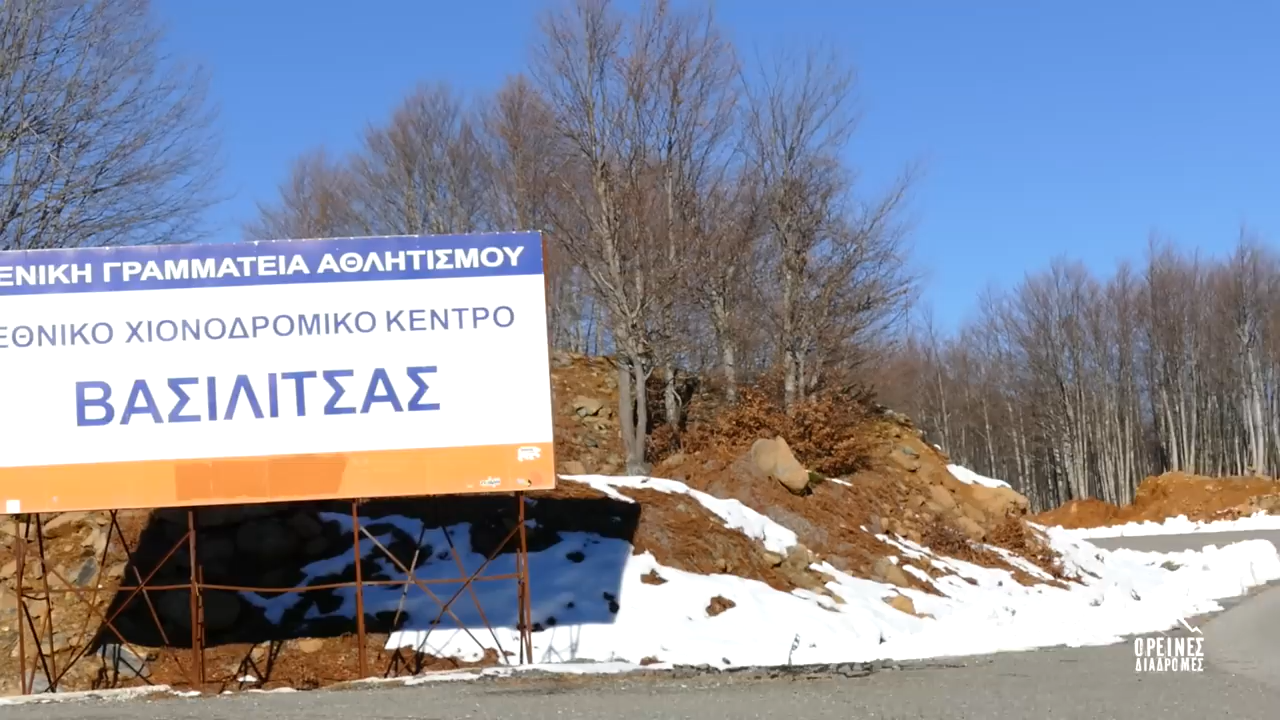 ΕΝΙΚΗ ΓΡΑΜΜΑΤΕΙΑ ΑΘΛΗΤΙΣΜΟΥ
ΕΘΝΙΚΟ ΧΙΟΝΟΔΡΟΜΙΚΟ ΚΕΝΤΡΟ
ΒΑΣΙΛΙΤΣΑΣ
ΟΡΕΙΝΕΣ
ΔΙΑΔΡΟΜΕΣ